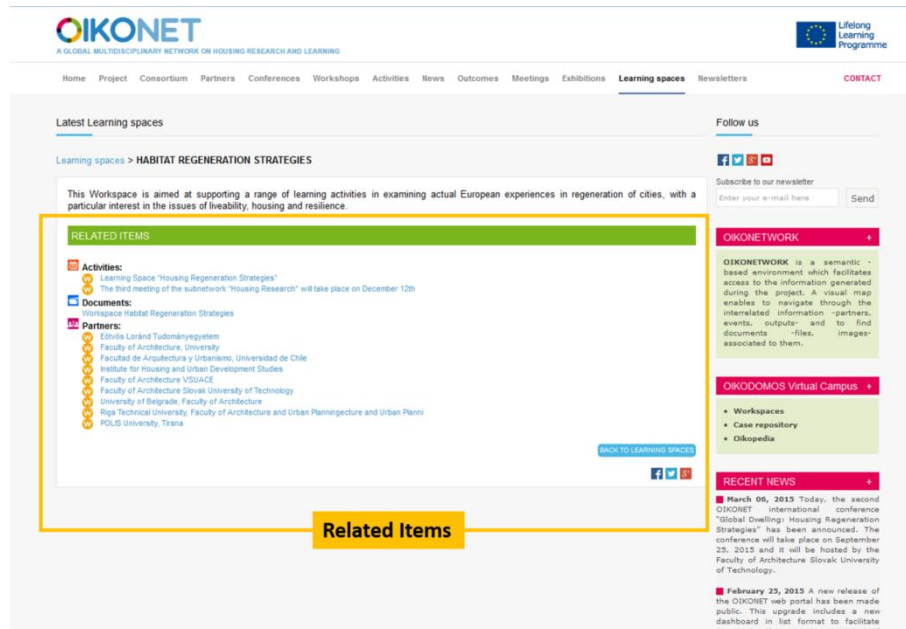 OIKONET
A GLOBAL MULTIDISCIPLINARY NETWORK ON HOUSING RESEARCH AND LEARNING
Lifelong
Learning
Programme
Home Project Consortium Partners Conferences Workshops Activities News Outcomes Meetings Exhibitions Learning spaces Newsletters CONTACT
Latest Learning spaces
Learning spaces > HABITAT REGENERATION STRATEGIES
This Workspace is aimed at supporting a range of learning activities in examining actual European experiences in regeneration of cities, with a
particular interest in the issues of liveability, housing and resilience.
RELATED ITEMS
Activities:
Learning Space "Housing Regeneration Strategies"
The third meeting of the subnetwork "Housing Research" will take place on December 12th
Documents:
Workspace Habitat Regeneration Strategies
Partners:
Eötvös Loránd Tudományegyetem
Faculty of Architecture, University
Facultad de Arquitectura y Urbanismo, Universidad de Chile
Institute for Housing and Urban Development Studies
Faculty of Architecture VSUACE
Faculty of Architecture Slovak University of Technology
University of Belgrade, Faculty of Architecture
Riga Technical University, Faculty of Architecture and Urban Planningecture and Urban Planni
POLIS University, Tirana
BACK TO LEARNING SPACES
Related Items
Follow us
Subscribe to our newsletter
Enter your e-mail here Send
OIKONETWORK +
OIKONETWORK is a semantic -
based environment which facilitates
access to the information generated
during the project. A visual map
enables to navigate through the
interrelated information -partners,
events, outputs- and to find
documents -files, images-
associated to them.
OIKODOMOS Virtual Campus +
• Workspaces
• Case repository
• Oikopedia
RECENT NEWS +
March 06, 2015 Today, the second
OIKONET international conference
"Global Dwelling: Housing Regeneration
Strategies" has been announced. The
conference will take place on September
25, 2015 and it will be hosted by the
Faculty of Architecture Slovak University
of Technology.
February 25, 2015 A new release of
the OIKONET web portal has been made
public. This upgrade includes a new
dashboard in list format to facilitate